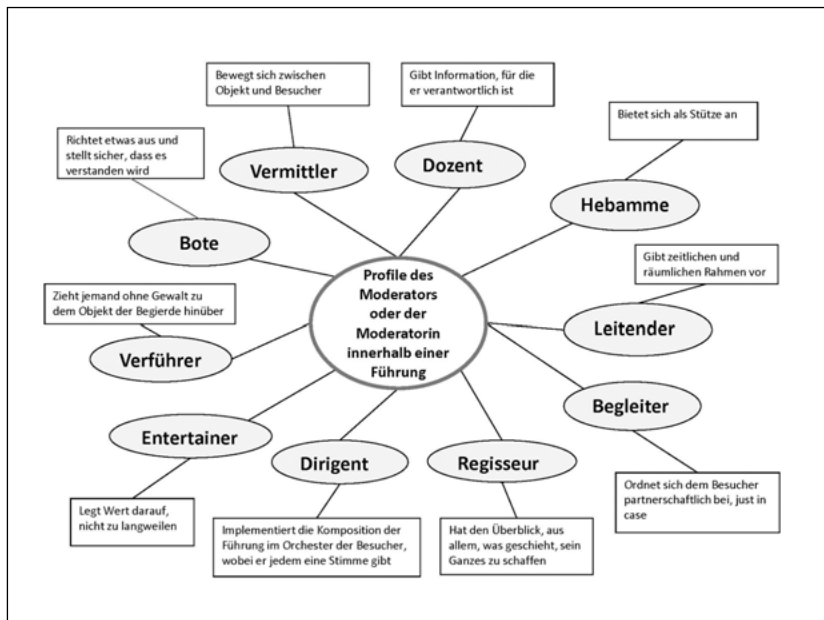 Bewegt sich zwischen
Objekt und Besucher
Vermittler
Gibt Information, für die
er verantwortlich ist
Dozent
Bietet sich als Stütze an
Hebamme
Richtet etwas aus und
stellt sicher, dass es
verstanden wird
Bote
Gibt zeitlichen und
räumlichen Rahmen vor
Leitender
Profile des
Moderators
oder der
Moderatorin
innerhalb einer
Führung
Zieht jemand ohne Gewalt zu
dem Objekt der Begierde hinüber
Verführer
Begleiter
Ordnet sich dem Besucher
partnerschaftlich bei, just in
case
Entertainer
Legt Wert darauf,
nicht zu langweilen
Dirigent
Implementiert die Komposition der
Führung im Orchester der Besucher,
wobei er jedem eine Stimme gibt
Regisseur
Hat den Überblick, aus
allem, was geschieht, sein
Ganzes zu schaffen